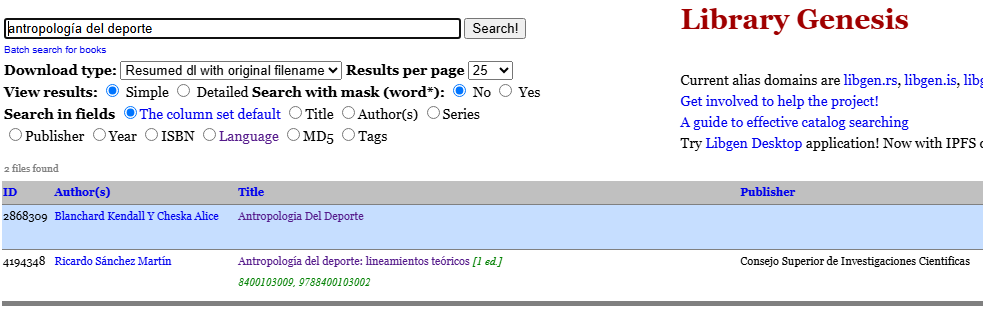 Library Genesis
antropología del deporte Search!
Batch search for books
Download type: Resumed dl with original filename Results per page 25
View results: Simple Detailed Search with mask (word*): No Yes
Search in fields The column set default Title Author(s) Series
Publisher Year ISBN Language MD5 Tags
Current alias domains are libgen.rs, libgen.is,
Get involved to help the project!
A guide to effective catalog searching
Try Libgen Desktop application! Now with IPFS
2 files found
ID Author(s) Title Publisher
2868309 Blanchard Kendall Y Cheska Alice Antropologia Del Deporte
4194348 Ricardo Sánchez Martín Antropología del deporte: lineamientos teóricos [1 ed.] Consejo Superior de Investigaciones Cientificas
8400103009, 9788400103002